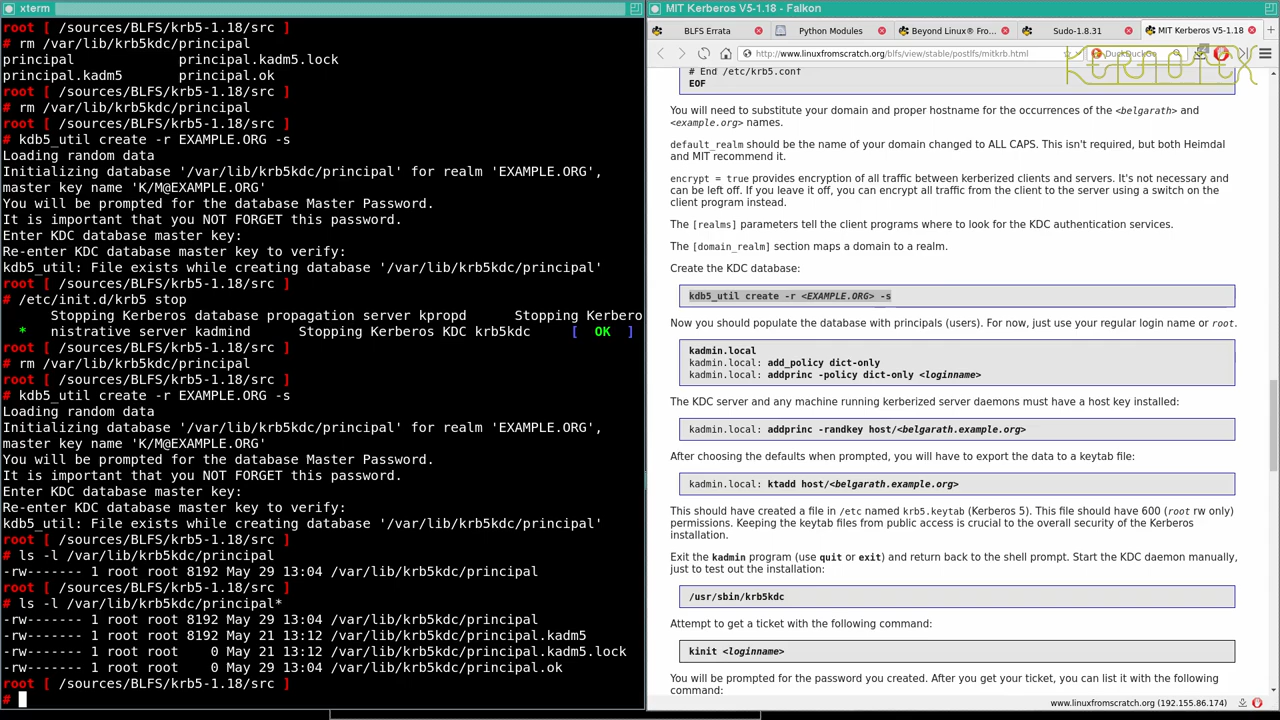 xterm
root [ /sources/BLFS/krb5-1.18/src ]
# rm /var/lib/krb5kdc/principal
principal             principal.kadm5.lock
principal.kadm5       principal.ok
root [ /sources/BLFS/krb5-1.18/src ]
# rm /var/lib/krb5kdc/principal
root [ /sources/BLFS/krb5-1.18/src ]
# kdb5_util create -r EXAMPLE.ORG -s
Loading random data
Initializing database '/var/lib/krb5kdc/principal' for realm 'EXAMPLE.ORG',
master key name 'K/M@EXAMPLE.ORG'
You will be prompted for the database Master Password.
It is important that you NOT FORGET this password.
Enter KDC database master key:
Re-enter KDC database master key to verify:
kdb5_util: File exists while creating database '/var/lib/krb5kdc/principal'
root [ /sources/BLFS/krb5-1.18/src ]
# /etc/init.d/krb5 stop
Stopping Kerberos database propagation server kpropd      Stopping Kerbero
*   nistrative server kadmind      Stopping Kerberos KDC krb5kdc     [  OK  ]
root [ /sources/BLFS/krb5-1.18/src ]
# rm /var/lib/krb5kdc/principal
root [ /sources/BLFS/krb5-1.18/src ]
# kdb5_util create -r EXAMPLE.ORG -s
Loading random data
Initializing database '/var/lib/krb5kdc/principal' for realm 'EXAMPLE.ORG',
master key name 'K/M@EXAMPLE.ORG'
You will be prompted for the database Master Password.
It is important that you NOT FORGET this password.
Enter KDC database master key:
Re-enter KDC database master key to verify:
kdb5_util: File exists while creating database '/var/lib/krb5kdc/principal'
root [ /sources/BLFS/krb5-1.18/src ]
# ls -l /var/lib/krb5kdc/principal
-rw------- 1 root root 8192 May 29 13:04 /var/lib/krb5kdc/principal
root [ /sources/BLFS/krb5-1.18/src ]
# ls -l /var/lib/krb5kdc/principal*
-rw------- 1 root root 8192 May 29 13:04 /var/lib/krb5kdc/principal
-rw------- 1 root root 8192 May 21 13:12 /var/lib/krb5kdc/principal.kadm5
-rw------- 1 root root    0 May 21 13:12 /var/lib/krb5kdc/principal.kadm5.lock
-rw------- 1 root root    0 May 29 13:04 /var/lib/krb5kdc/principal.ok
root [ /sources/BLFS/krb5-1.18/src ]
#
MIT Kerberos V5-1.18 - Falkon
BLFS Errata
Python Modules
Beyond Linux® Fro...
Sudo-1.8.31
MIT Kerberos V5-1.18
http://www.linuxfromscratch.org/blfs/view/stable/postlfs/mitkrb.html
DuckDuckGo
# End /etc/krb5.conf
EOF
You will need to substitute your domain and proper hostname for the occurrences of the <belgarath> and
<example.org> names.
default_realm should be the name of your domain changed to ALL CAPS. This isn't required, but both Heimdal
and MIT recommend it.
encrypt = true provides encryption of all traffic between kerberized clients and servers. It's not necessary and
can be left off. If you leave it off, you can encrypt all traffic from the client to the server using a switch on the
client program instead.
The [realms] parameters tell the client programs where to look for the KDC authentication services.
The [domain_realm] section maps a domain to a realm.
Create the KDC database:
kdb5_util create -r <EXAMPLE.ORG> -s
Now you should populate the database with principals (users). For now, just use your regular login name or root.
kadmin.local
kadmin.local: add_policy dict-only
kadmin.local: addprinc -policy dict-only <loginname>
The KDC server and any machine running kerberized server daemons must have a host key installed:
kadmin.local: addprinc -randkey host/<belgarath.example.org>
After choosing the defaults when prompted, you will have to export the data to a keytab file:
kadmin.local: ktadd host/<belgarath.example.org>
This should have created a file in /etc named krb5.keytab (Kerberos 5). This file should have 600 (root rw only)
permissions. Keeping the keytab files from public access is crucial to the overall security of the Kerberos
installation.
Exit the kadmin program (use quit or exit) and return back to the shell prompt. Start the KDC daemon manually,
just to test out the installation:
/usr/sbin/krb5kdc
Attempt to get a ticket with the following command:
kinit <loginname>
You will be prompted for the password you created. After you get your ticket, you can list it with the following
command:
www.linuxfromscratch.org (192.155.86.174)